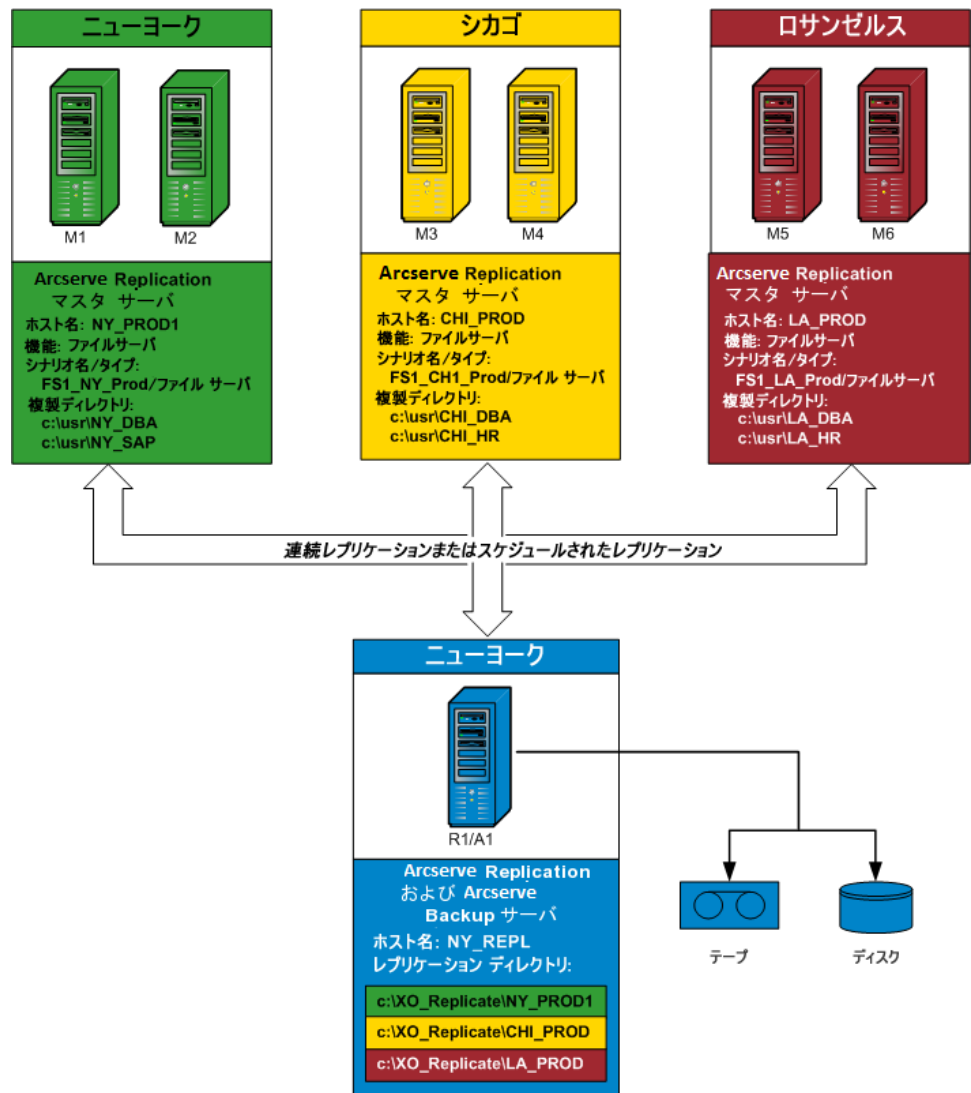 ニューヨーク
M1
M2
Arcserve Replication
マスタ サーバ
ホスト名: NY_PROD1
機能: ファイルサーバ
シナリオ名/タイプ:
FS1_NY_Prod/ファイル サーバ
複製ディレクトリ:
c:\usr\NY_DBA
c:\usr\NY_SAP
シカゴ
M3
M4
Arcserve Replication
マスタ サーバ
ホスト名: CHI_PROD
機能: ファイルサーバ
シナリオ名/タイプ:
FS1_CH1_Prod/ファイル サーバ
複製ディレクトリ:
c:\usr\CHI_DBA
c:\usr\CHI_HR
ロサンゼルス
M5
M6
Arcserve Replication
マスタ サーバ
ホスト名: LA_PROD
機能: ファイルサーバ
シナリオ名/タイプ:
FS1_LA_Prod/ファイルサーバ
複製ディレクトリ:
c:\usr\LA_DBA
c:\usr\LA_HR
連続レプリケーションまたはスケジュールされたレプリケーション
ニューヨーク
R1/A1
Arcserve Replication
および Arcserve
Backup サーバ
ホスト名: NY_REPL
レプリケーション ディレクトリ:
c:\XO_Replicate\NY_PROD1
c:\XO_Replicate\CHI_PROD
c:\XO_Replicate\LA_PROD
テープ
ディスク